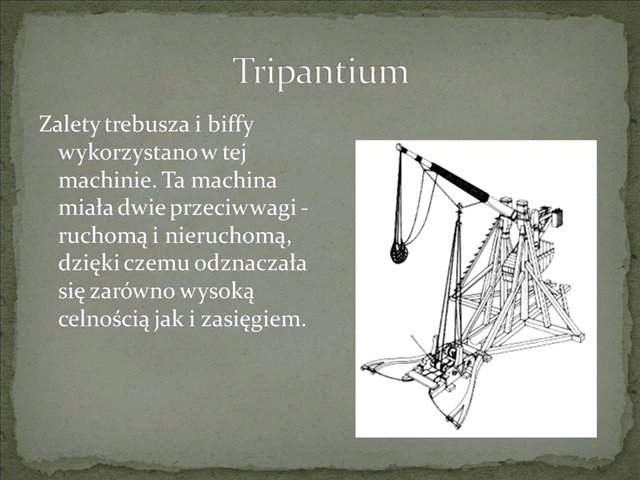 Tripantium
Zalety trebusza i biffy
wykorzystano w tej
machinie. Ta machina
miała dwie przeciwwagi -
ruchomą i nieruchomą,
dzięki czemu odznaczała
się zarówno wysoką
celnością jak i zasięgiem.